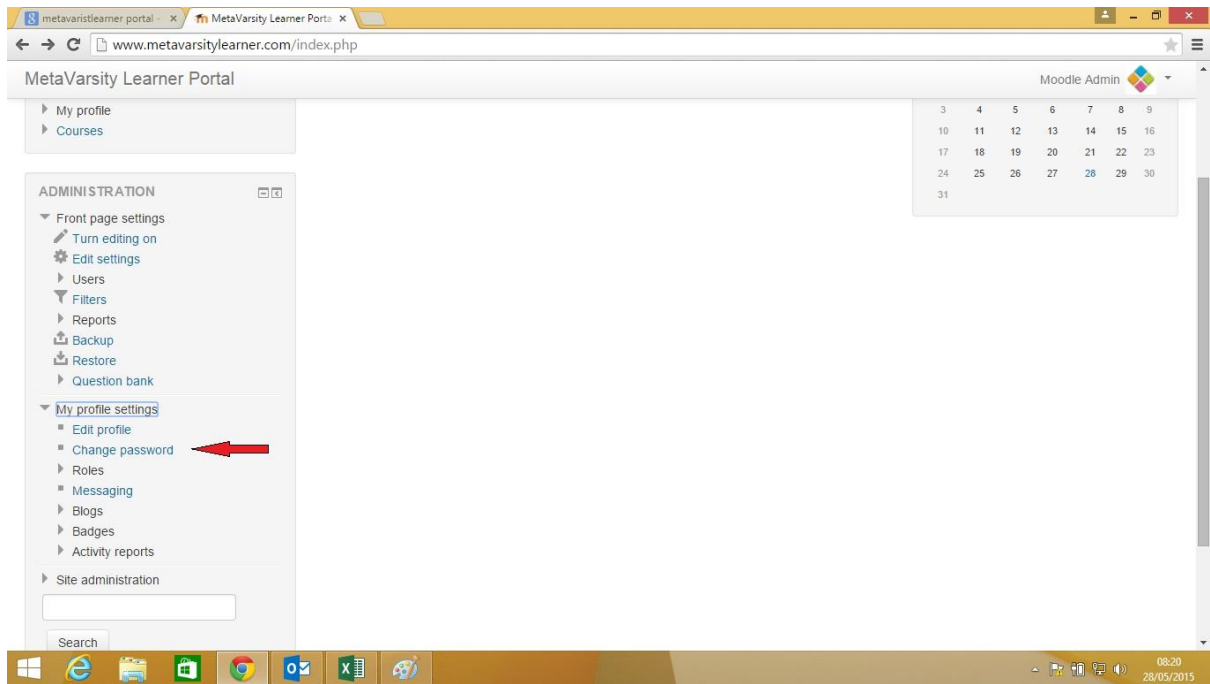 metavaristlearner portal -
MetaVarsity Learner Porta
www.metavarsitylearner.com/index.php
MetaVarsity Learner Portal
Moodle Admin
My profile
Courses
3 4 5 6 7 8 9
10 11 12 13 14 15 16
17 18 19 20 21 22 23
24 25 26 27 28 29 30
31
ADMINISTRATION
Front page settings
Turn editing on
Edit settings
Users
Filters
Reports
Backup
Restore
Question bank
My profile settings
Edit profile
Change password
Roles
Messaging
Blogs
Badges
Activity reports
Site administration
Search
08:20
28/05/2015